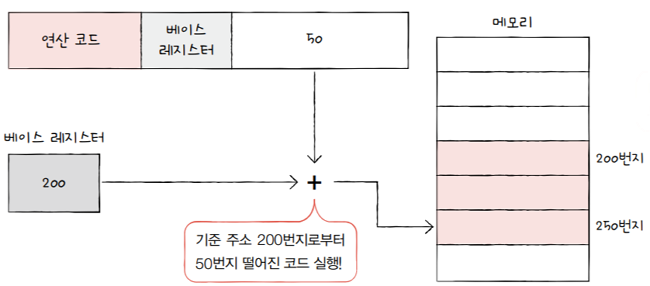 메모리
연산 코드
베이스
레지스터
50
베이스 레지스터
200
+
200번지
250번지
기준 주소 200번지로부터
50번지 떨어진 코드 실행!